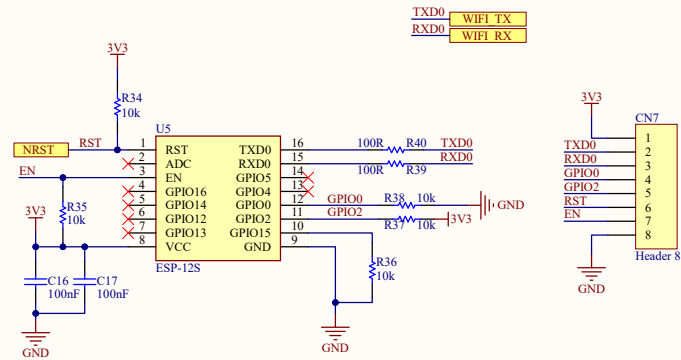 TXD0 WIFI_TX
RXD0 WIFI_RX
3V3
R34
10k
U5
NRST RST 1 RST TXD0 16 100R R40 TXD0
2 ADC RXD0 15 100R R39 RXD0
EN 3 EN GPIO5 14
4 GPIO16 GPIO4 13
5 GPIO14 GPIO0 12 GPIO0 R38 10k GND
6 GPIO12 GPIO2 11 GPIO2 R37 10k 3V3
7 GPIO13 GPIO15 10
8 VCC GND 9
ESP-12S
R35
10k
3V3
C16
100nF
C17
100nF
GND
R36
10k
GND
3V3
CN7
1
TXD0 2
RXD0 3
GPIO0 4
GPIO2 5
RST 6
EN 7
8
Header 8
GND